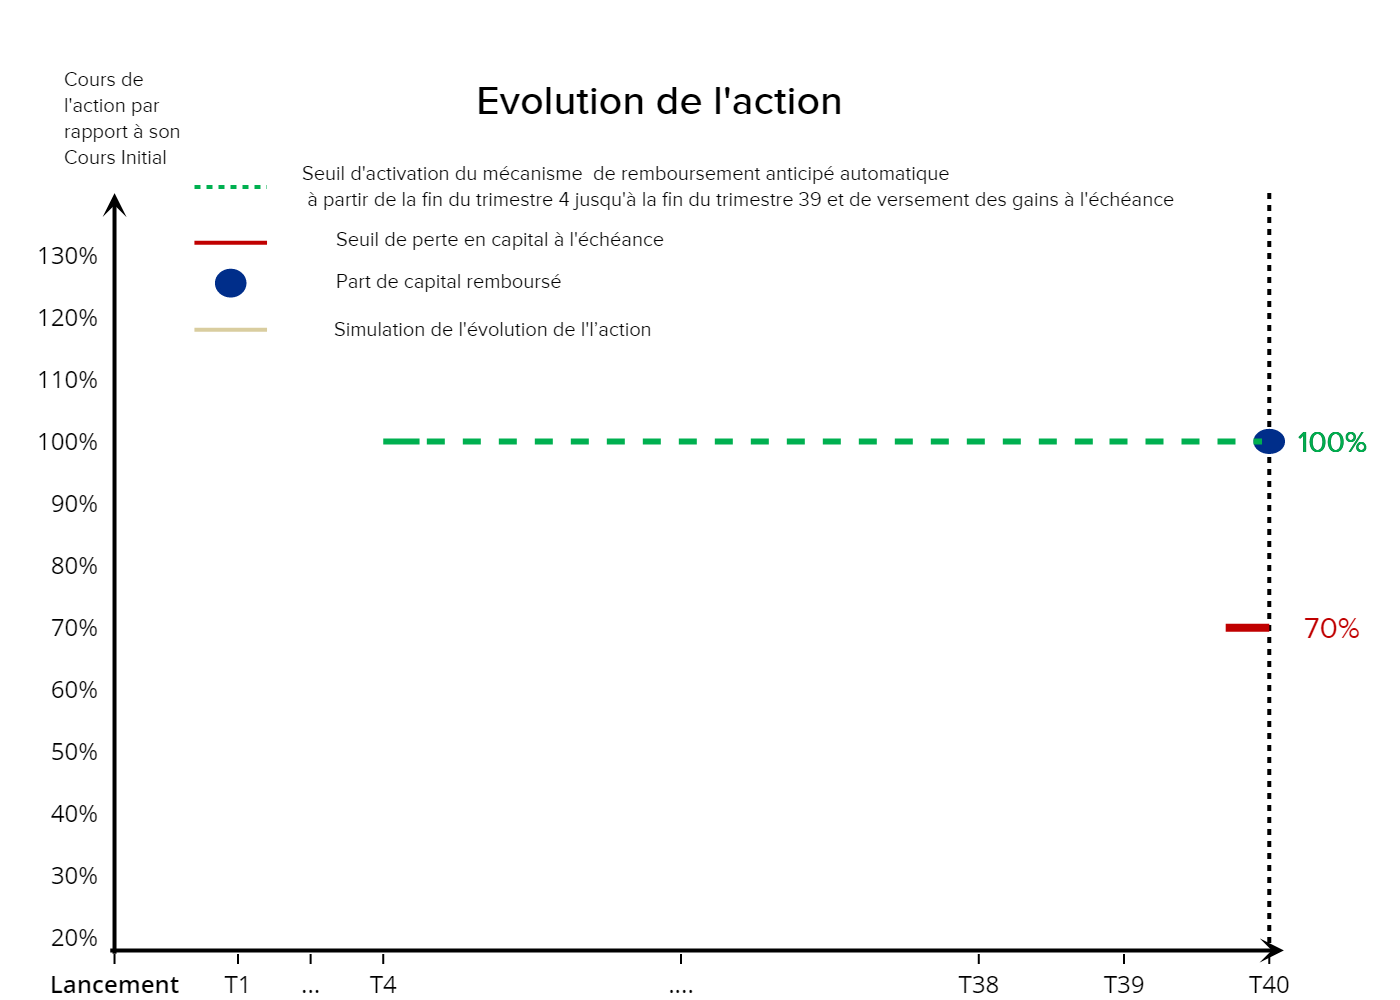 Cours de
l'action par
rapport à son
Cours Initial
Evolution de l'action
Seuil d'activation du mécanisme  de remboursement anticipé automatique
à partir de la fin du trimestre 4 jusqu'à la fin du trimestre 39 et de versement des gains à l'échéance
Seuil de perte en capital à l'échéance
Part de capital remboursé
Simulation de l'évolution de l'l’action
130%
120%
110%
100%
100%
90%
80%
70%
70%
60%
50%
40%
30%
20%
Lancement T1 ... T4 .... T38 T39 T40